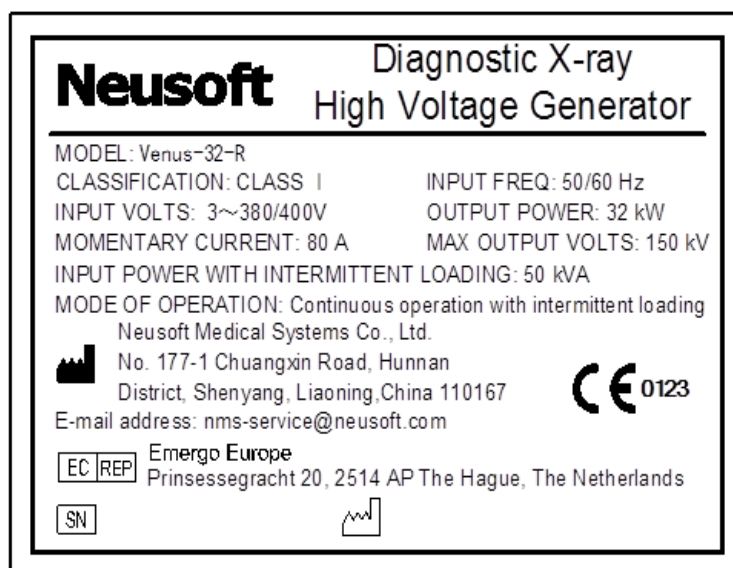 Neusoft
Diagnostic X-ray
High Voltage Generator
MODEL: Venus-32-R
CLASSIFICATION: CLASS I INPUT FREQ: 50/60 Hz
INPUT VOLTS: 3～380/400V OUTPUT POWER: 32 kW
MOMENTARY CURRENT: 80 A MAX OUTPUT VOLTS: 150 kV
INPUT POWER WITH INTERMITTENT LOADING: 50 kVA
MODE OF OPERATION: Continuous operation with intermittent loading
Neusoft Medical Systems Co., Ltd.
No. 177-1 Chuangxin Road, Hunnan
District, Shenyang, Liaoning,China 110167
CE 0123
E-mail address: nms-service@neusoft.com
EC REP Emergo Europe
Prinsessegracht 20, 2514 AP The Hague, The Netherlands
SN